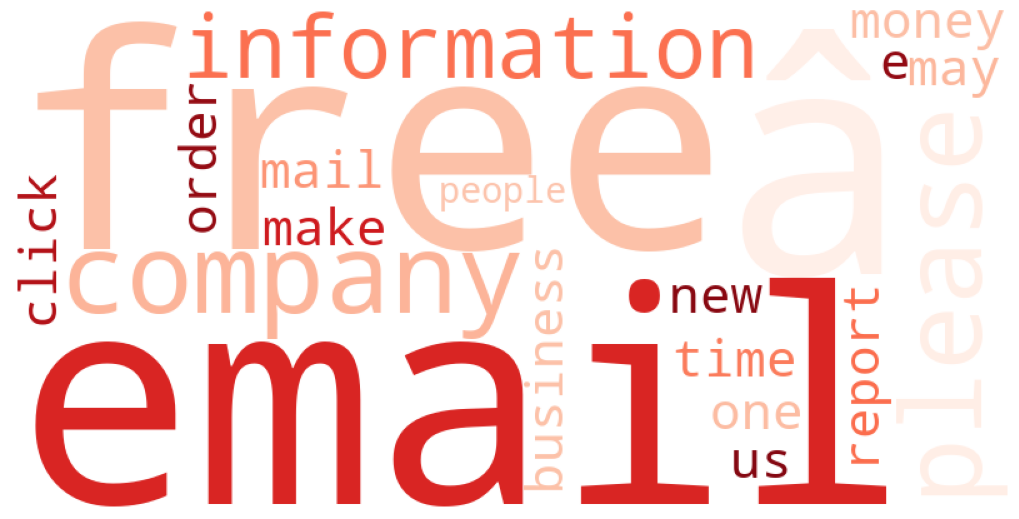 information
money
e
may
free
â
order
mail
people
make
click
please
company
business
new
email
time
report
one
us